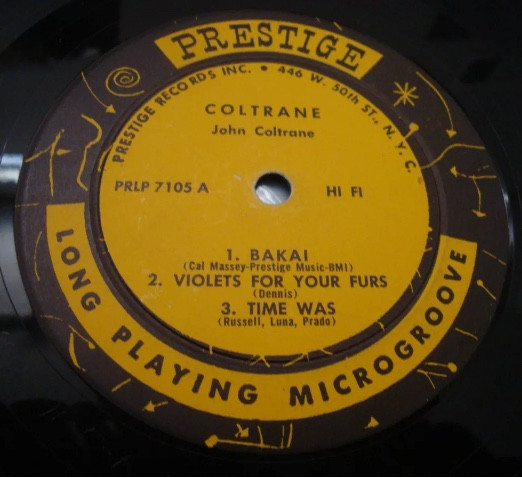 PRESTIGE
PRESTIGE RECORDS INC. • 446 W. 50th ST., N. Y. C.
COLTRANE
John Coltrane
PRLP 7105 A
HI FI
1. BAKAI
(Cal Massey-Prestige Music-BMI)
2. VIOLETS FOR YOUR FURS
(Dennis)
3. TIME WAS
(Russell, Luna, Prado)
LONG PLAYING MICROGROOVE